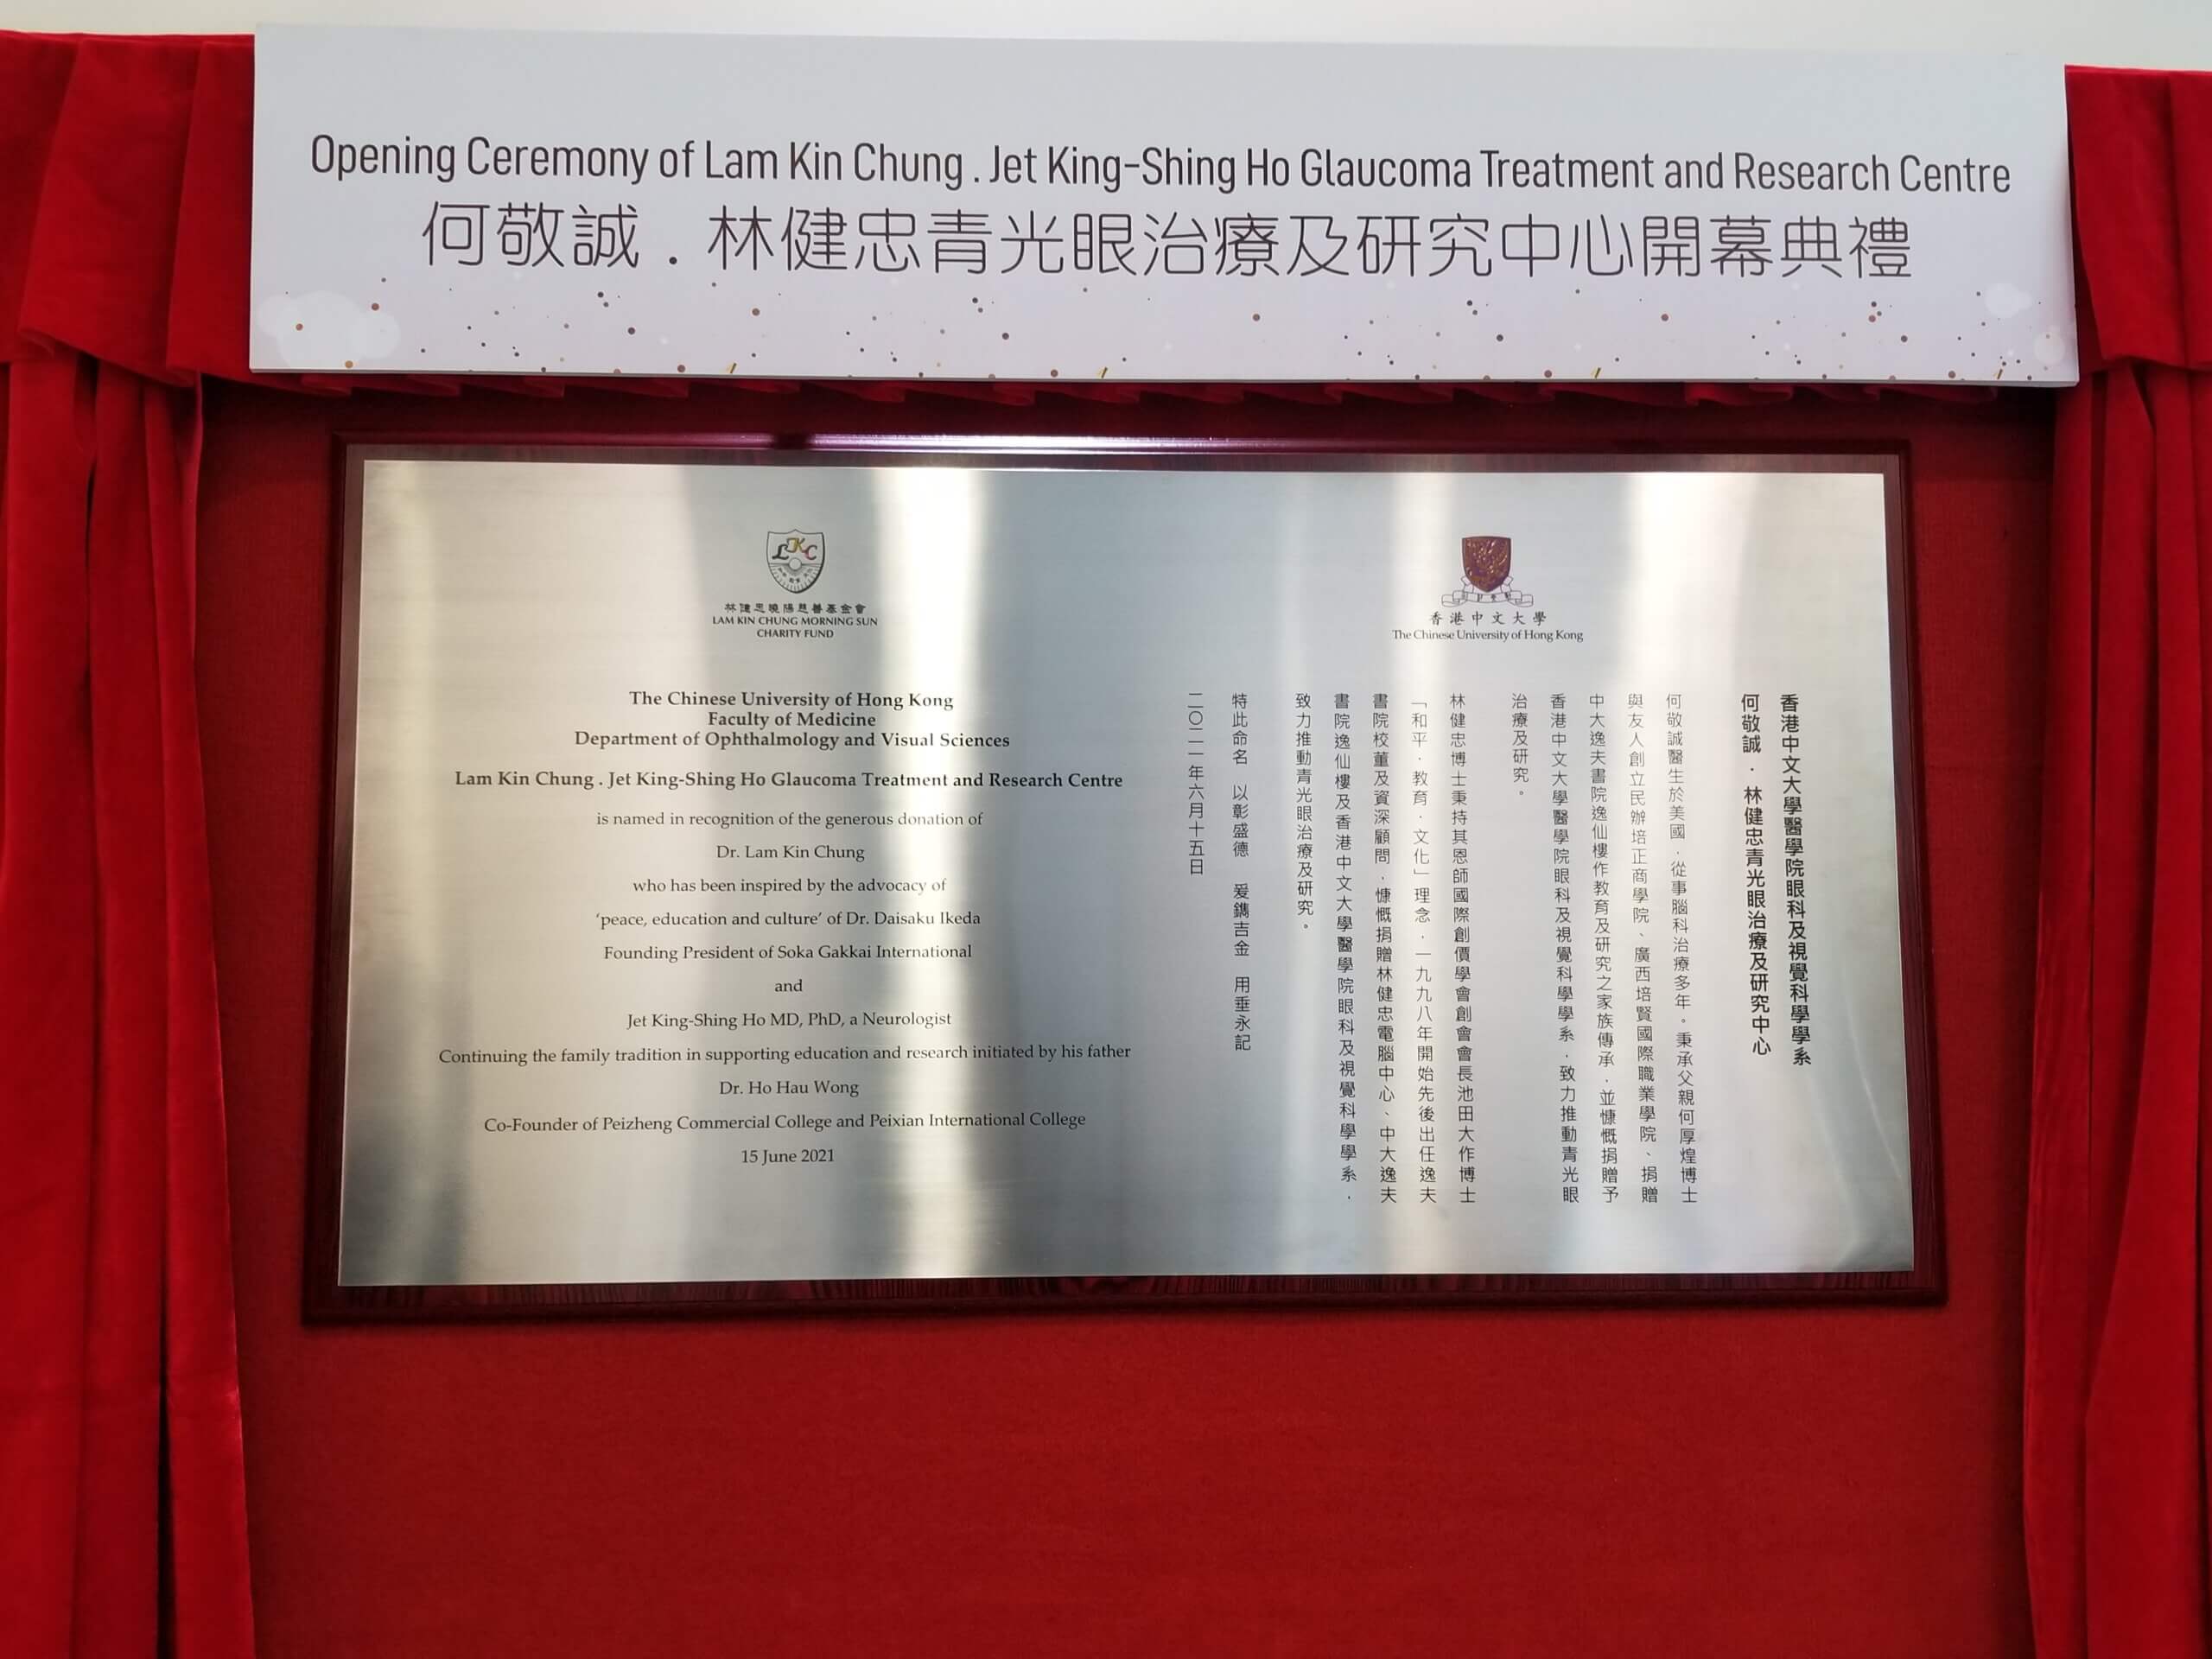 Opening Ceremony of Lam Kin Chung . Jet King-Shing Ho Glaucoma Treatment and Research Centre
何敬誠．林健忠青光眼治療及研究中心開幕典禮
LKC
林健忠曉陽慈善基金會
LAM KIN CHUNG MORNING SUN
CHARITY FUND
The Chinese University of Hong Kong
Faculty of Medicine
Department of Ophthalmology and Visual Sciences
Lam Kin Chung . Jet King-Shing Ho Glaucoma Treatment and Research Centre
is named in recognition of the generous donation of
Dr. Lam Kin Chung
who has been inspired by the advocacy of
‘peace, education and culture’ of Dr. Daisaku Ikeda
Founding President of Soka Gakkai International
and
Jet King-Shing Ho MD, PhD, a Neurologist
Continuing the family tradition in supporting education and research initiated by his father
Dr. Ho Hau Wong
Co-Founder of Peizheng Commercial College and Peixian International College
15 June 2021
香港中文大學
The Chinese University of Hong Kong
香港中文大學醫學院眼科及視覺科學學系
何敬誠．林健忠青光眼治療及研究中心
何敬誠醫生於美國，從事腦科治療多年。秉承父親何厚煌博士
與友人創立民辦培正商學院、廣西培賢國際職業學院、捐贈
中大逸夫書院逸仙樓作教育及研究之家族傳承，並慷慨捐贈予
香港中文大學醫學院眼科及視覺科學學系，致力推動青光眼
治療及研究。
林健忠博士秉持其恩師國際創價學會創會會長池田大作博士
「和平．教育．文化」理念，一九九八年開始先後出任逸夫
書院校董及資深顧問，慷慨捐贈林健忠電腦中心、中大逸夫
書院逸仙樓及香港中文大學醫學院眼科及視覺科學學系，
致力推動青光眼治療及研究。
特此命名　以彰盛德　爰鐫吉金　用垂永記
二〇二一年六月十五日